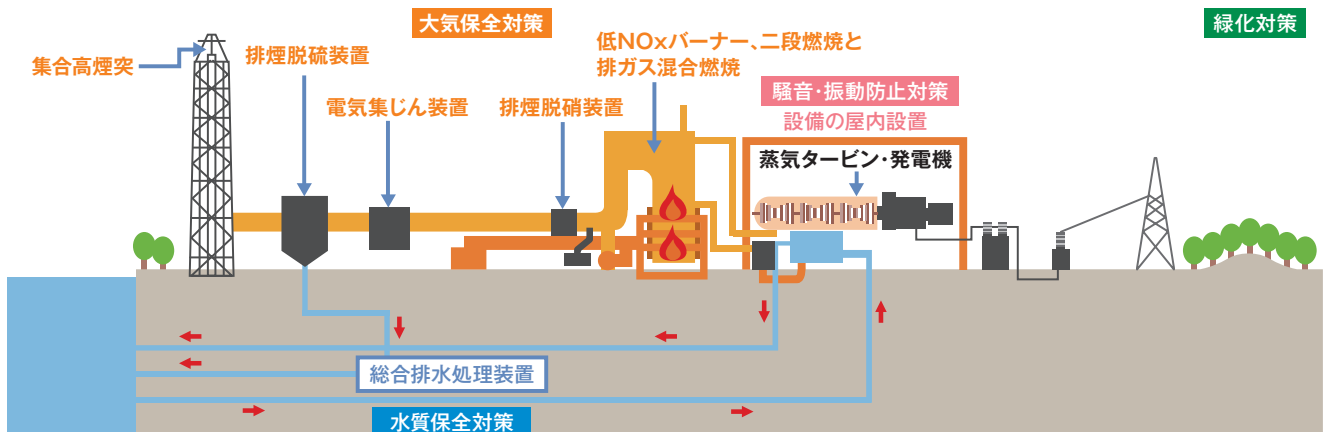 大気保全対策
緑化対策
集合高煙突
排煙脱硫装置
低NOxバーナー、二段燃焼と
排ガス混合燃焼
電気集じん装置
排煙脱硝装置
騒音・振動防止対策
設備の屋内設置
蒸気タービン・発電機
総合排水処理装置
水質保全対策